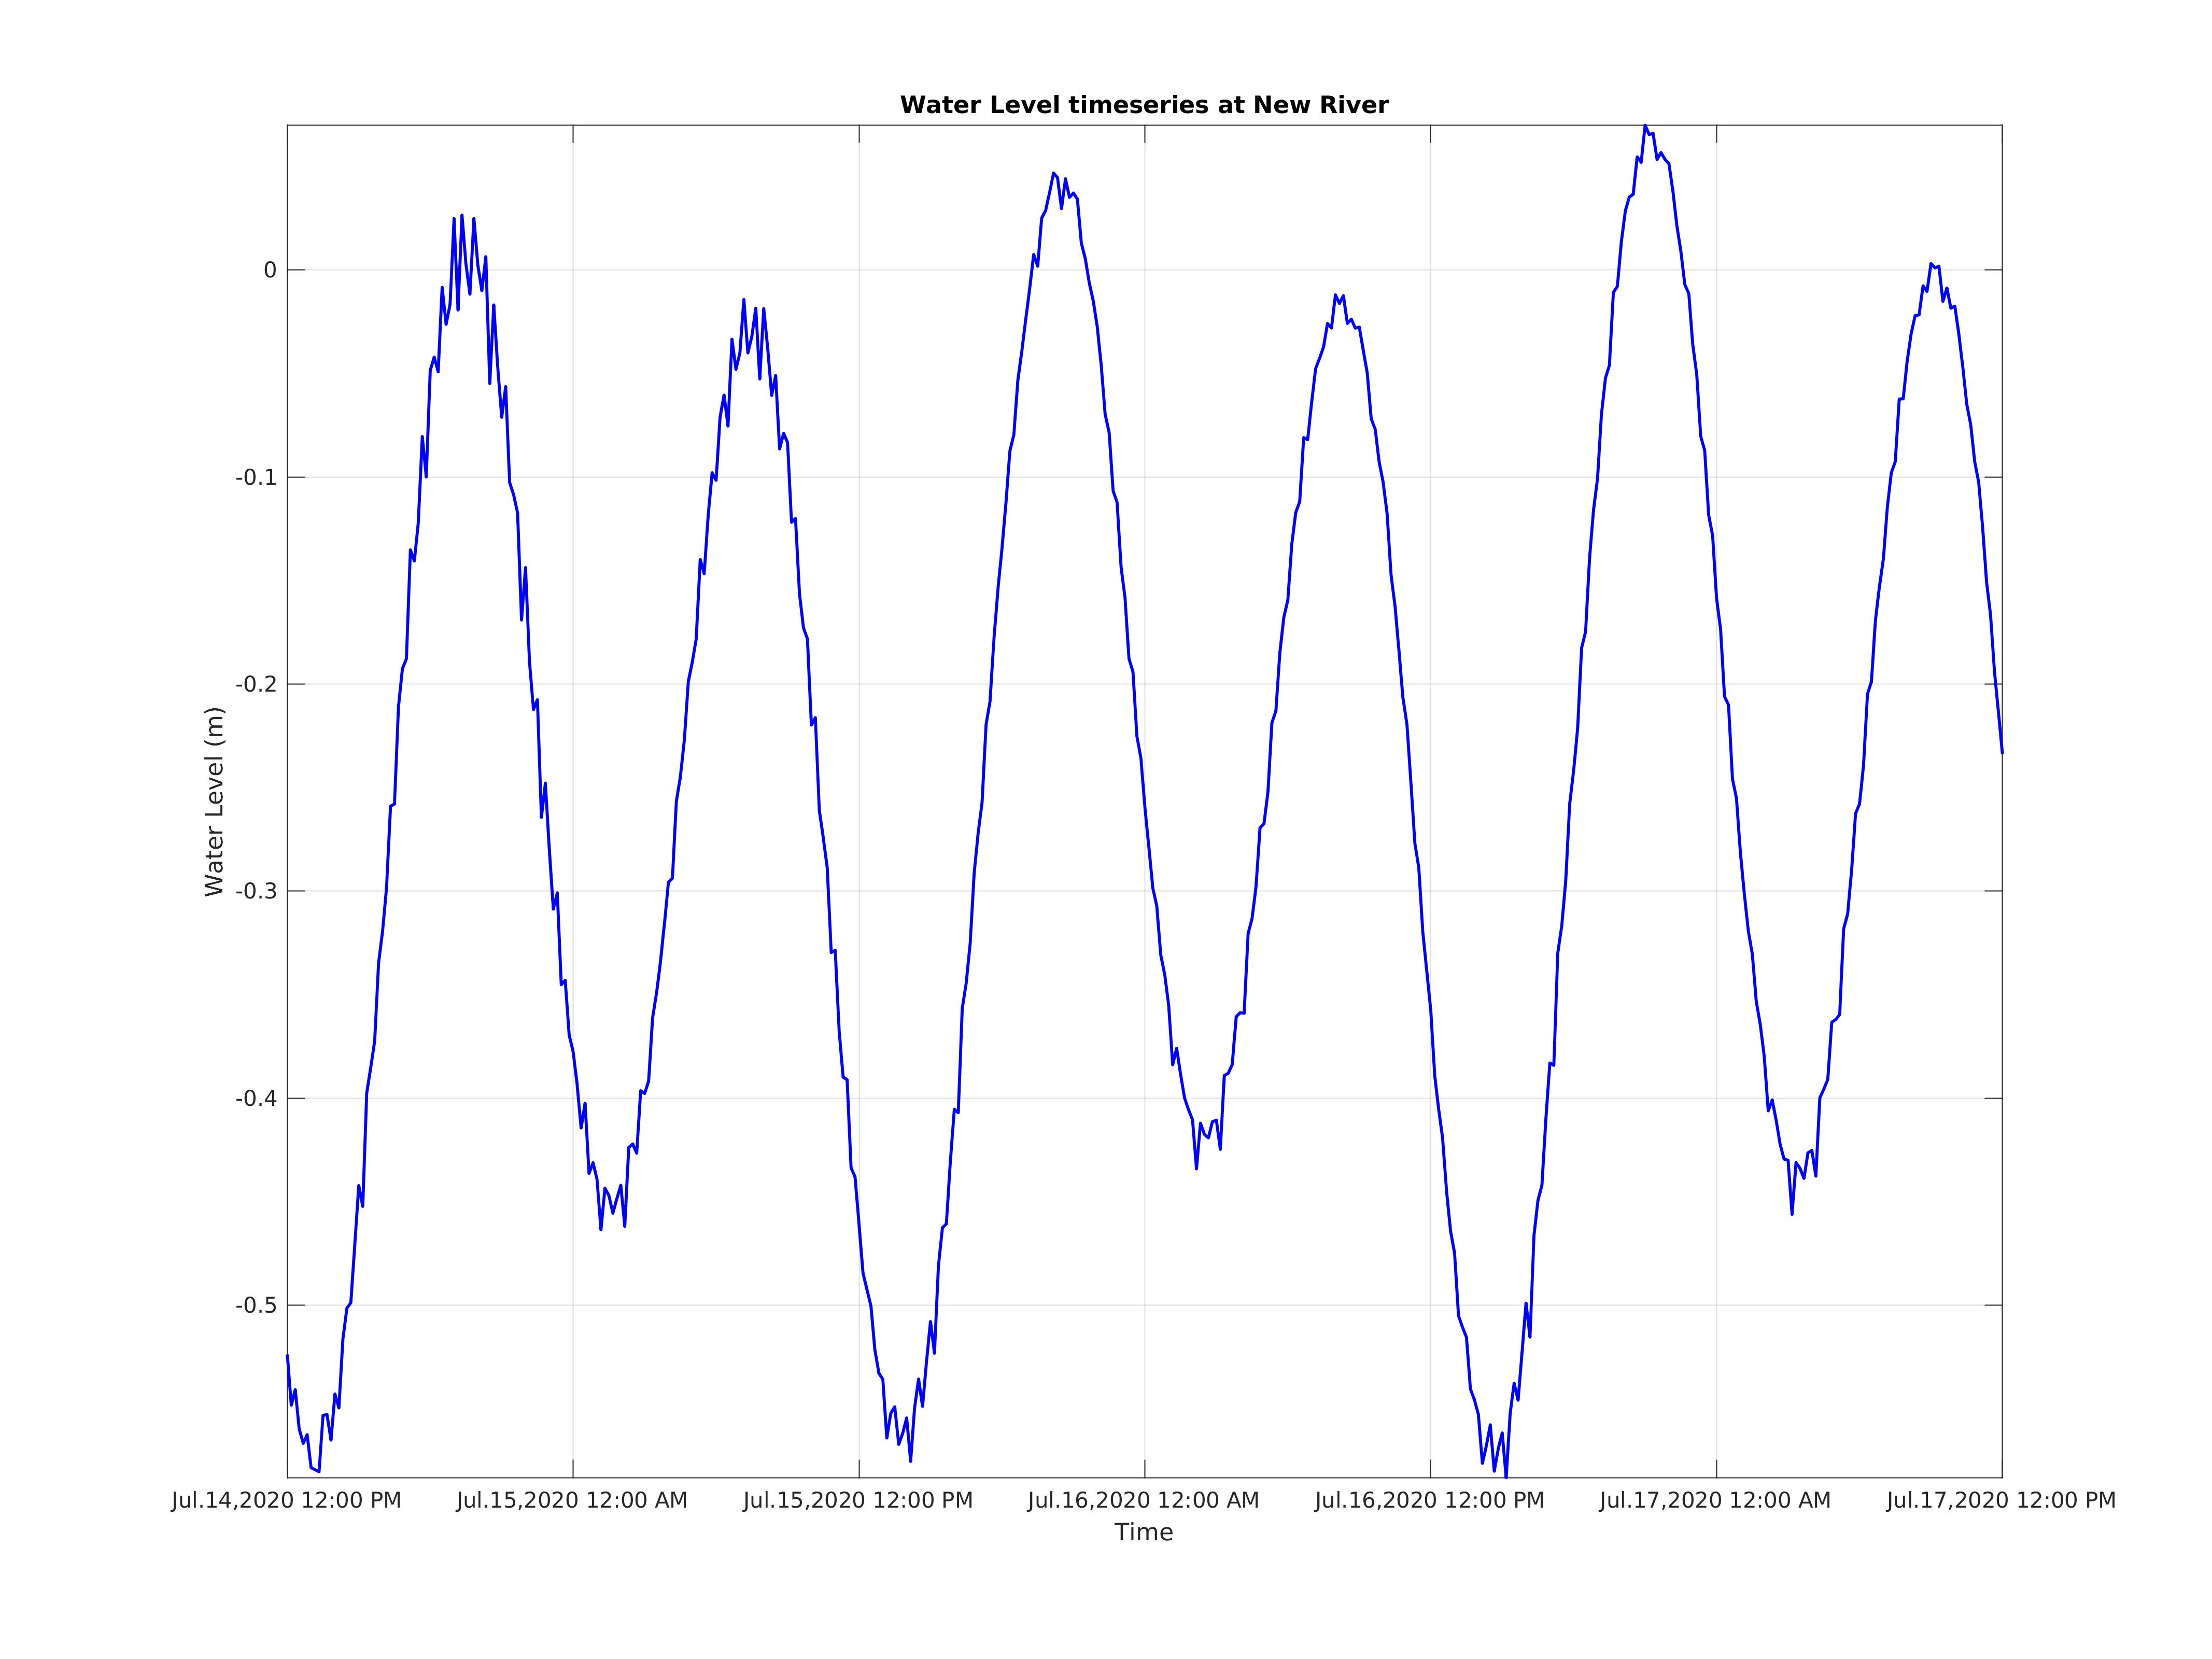 Water Level timeseries at New River
0
-0.1
-0.2
-0.3
-0.4
-0.5
Water Level (m)
Jul.14,2020 12:00 PM Jul.15,2020 12:00 AM Jul.15,2020 12:00 PM Jul.16,2020 12:00 AM Jul.16,2020 12:00 PM Jul.17,2020 12:00 AM Jul.17,2020 12:00 PM
Time